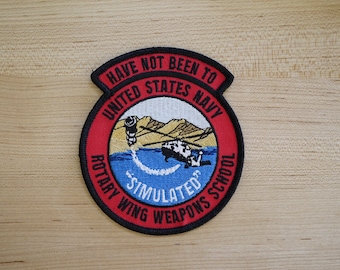 HAVE NOT BEEN TO
UNITED STATES NAVY
"SIMULATED"
ROTARY WING WEAPONS SCHOOL